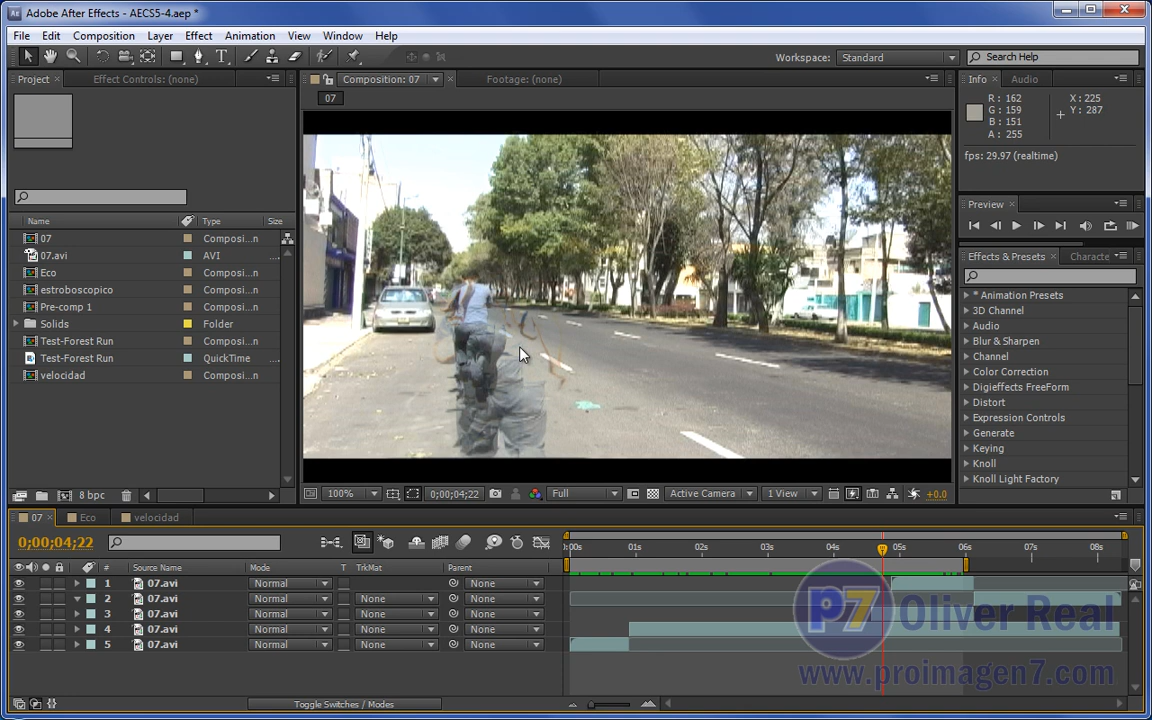 Adobe After Effects - AECS5-4.aep *
File Edit Composition Layer Effect Animation View Window Help
Workspace: Standard Search Help
Project Effect Controls: (none) Composition: 07 Footage: (none) Info Audio
07
R: 162 X: 225
G: 159 Y: 287
B: 151
A: 255
fps: 29.97 (realtime)
Preview
Effects & Presets Characte
Name Type Size
07 Composi...n
07.avi AVI ...
Eco Composi...n
estroboscopico Composi...n
Pre-comp 1 Composi...n
Solids Folder
Test-Forest Run Composi...n
Test-Forest Run QuickTime ...
velocidad Composi...n
* Animation Presets
3D Channel
Audio
Blur & Sharpen
Channel
Color Correction
Digieffects FreeForm
Distort
Expression Controls
Generate
Keying
Knoll
Knoll Light Factory
8 bpc 100% 0;00;04;22 Full Active Camera 1 View +0.0
07 Eco velocidad
0;00;04;22
0:00s 01s 02s 03s 04s 05s 06s 07s 08s
# Source Name Mode T TrkMat Parent
1 07.avi Normal None
2 07.avi Normal None None
3 07.avi Normal None None
4 07.avi Normal None None
5 07.avi Normal None None
P7 Oliver Real
www.proimagen7.com
Toggle Switches / Modes